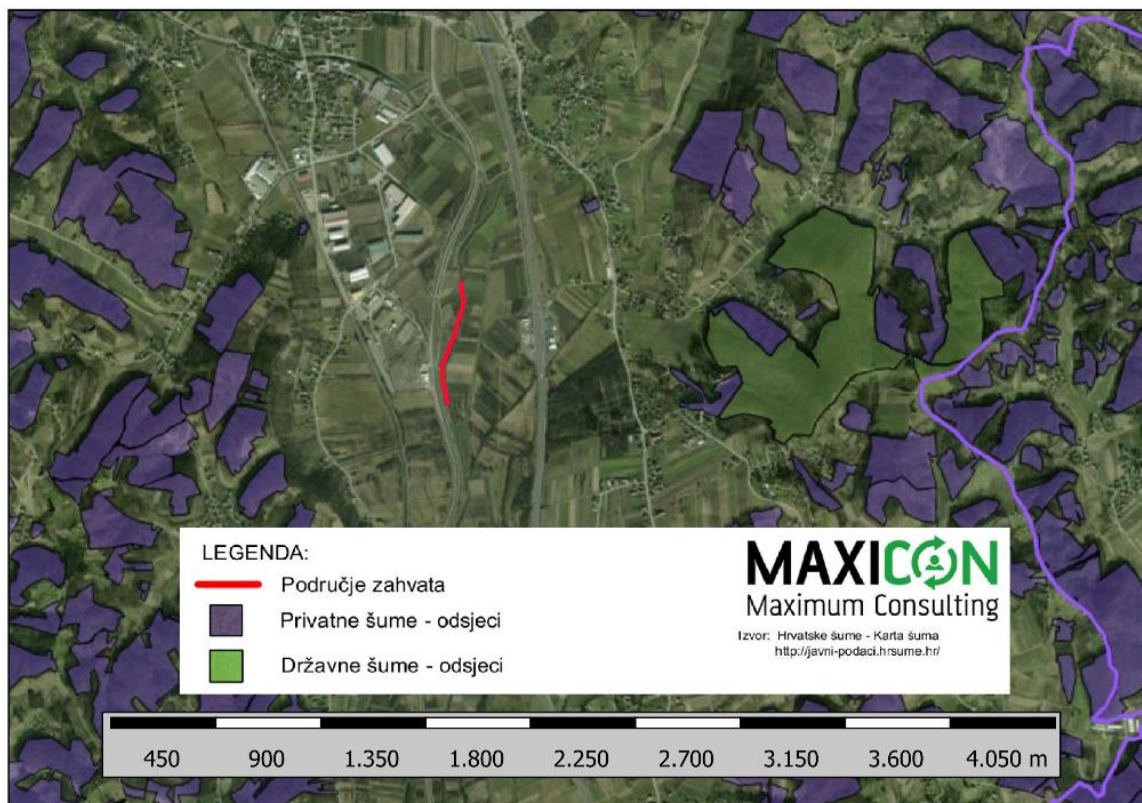 LEGENDA:
Područje zahvata
Privatne šume - odsjeci
Državne šume - odsjeci
MAXICON
Maximum Consulting
Izvor: Hrvatske šume - Karta šuma
http://javni-podaci.hrsume.hr/
450 900 1.350 1.800 2.250 2.700 3.150 3.600 4.050 m